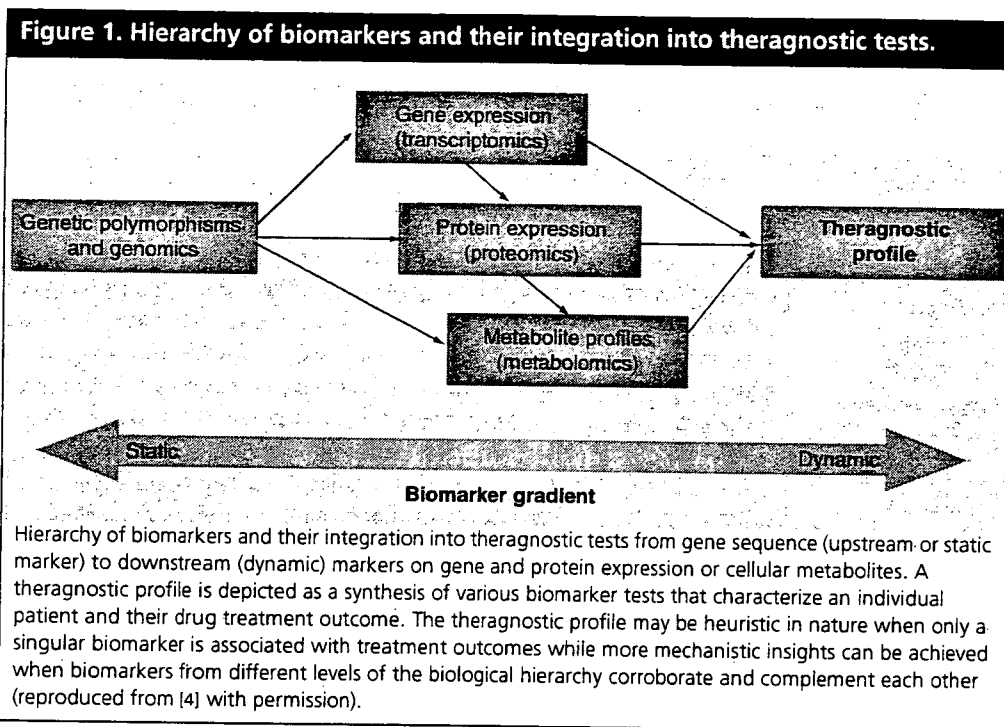 Figure 1. Hierarchy of biomarkers and their integration into theragnostic tests.
Gene expression
(transcriptomics)
Genetic polymorphisms
and genomics
Protein expression
(proteomics)
Theragnostic
profile
Metabolite profiles
(metabolomics)
Static
Dynamic
Biomarker gradient
Hierarchy of biomarkers and their integration into theragnostic tests from gene sequence (upstream or static
marker) to downstream (dynamic) markers on gene and protein expression or cellular metabolites. A
theragnostic profile is depicted as a synthesis of various biomarker tests that characterize an individual
patient and their drug treatment outcome. The theragnostic profile may be heuristic in nature when only a
singular biomarker is associated with treatment outcomes while more mechanistic insights can be achieved
when biomarkers from different levels of the biological hierarchy corroborate and complement each other
(reproduced from [4] with permission).